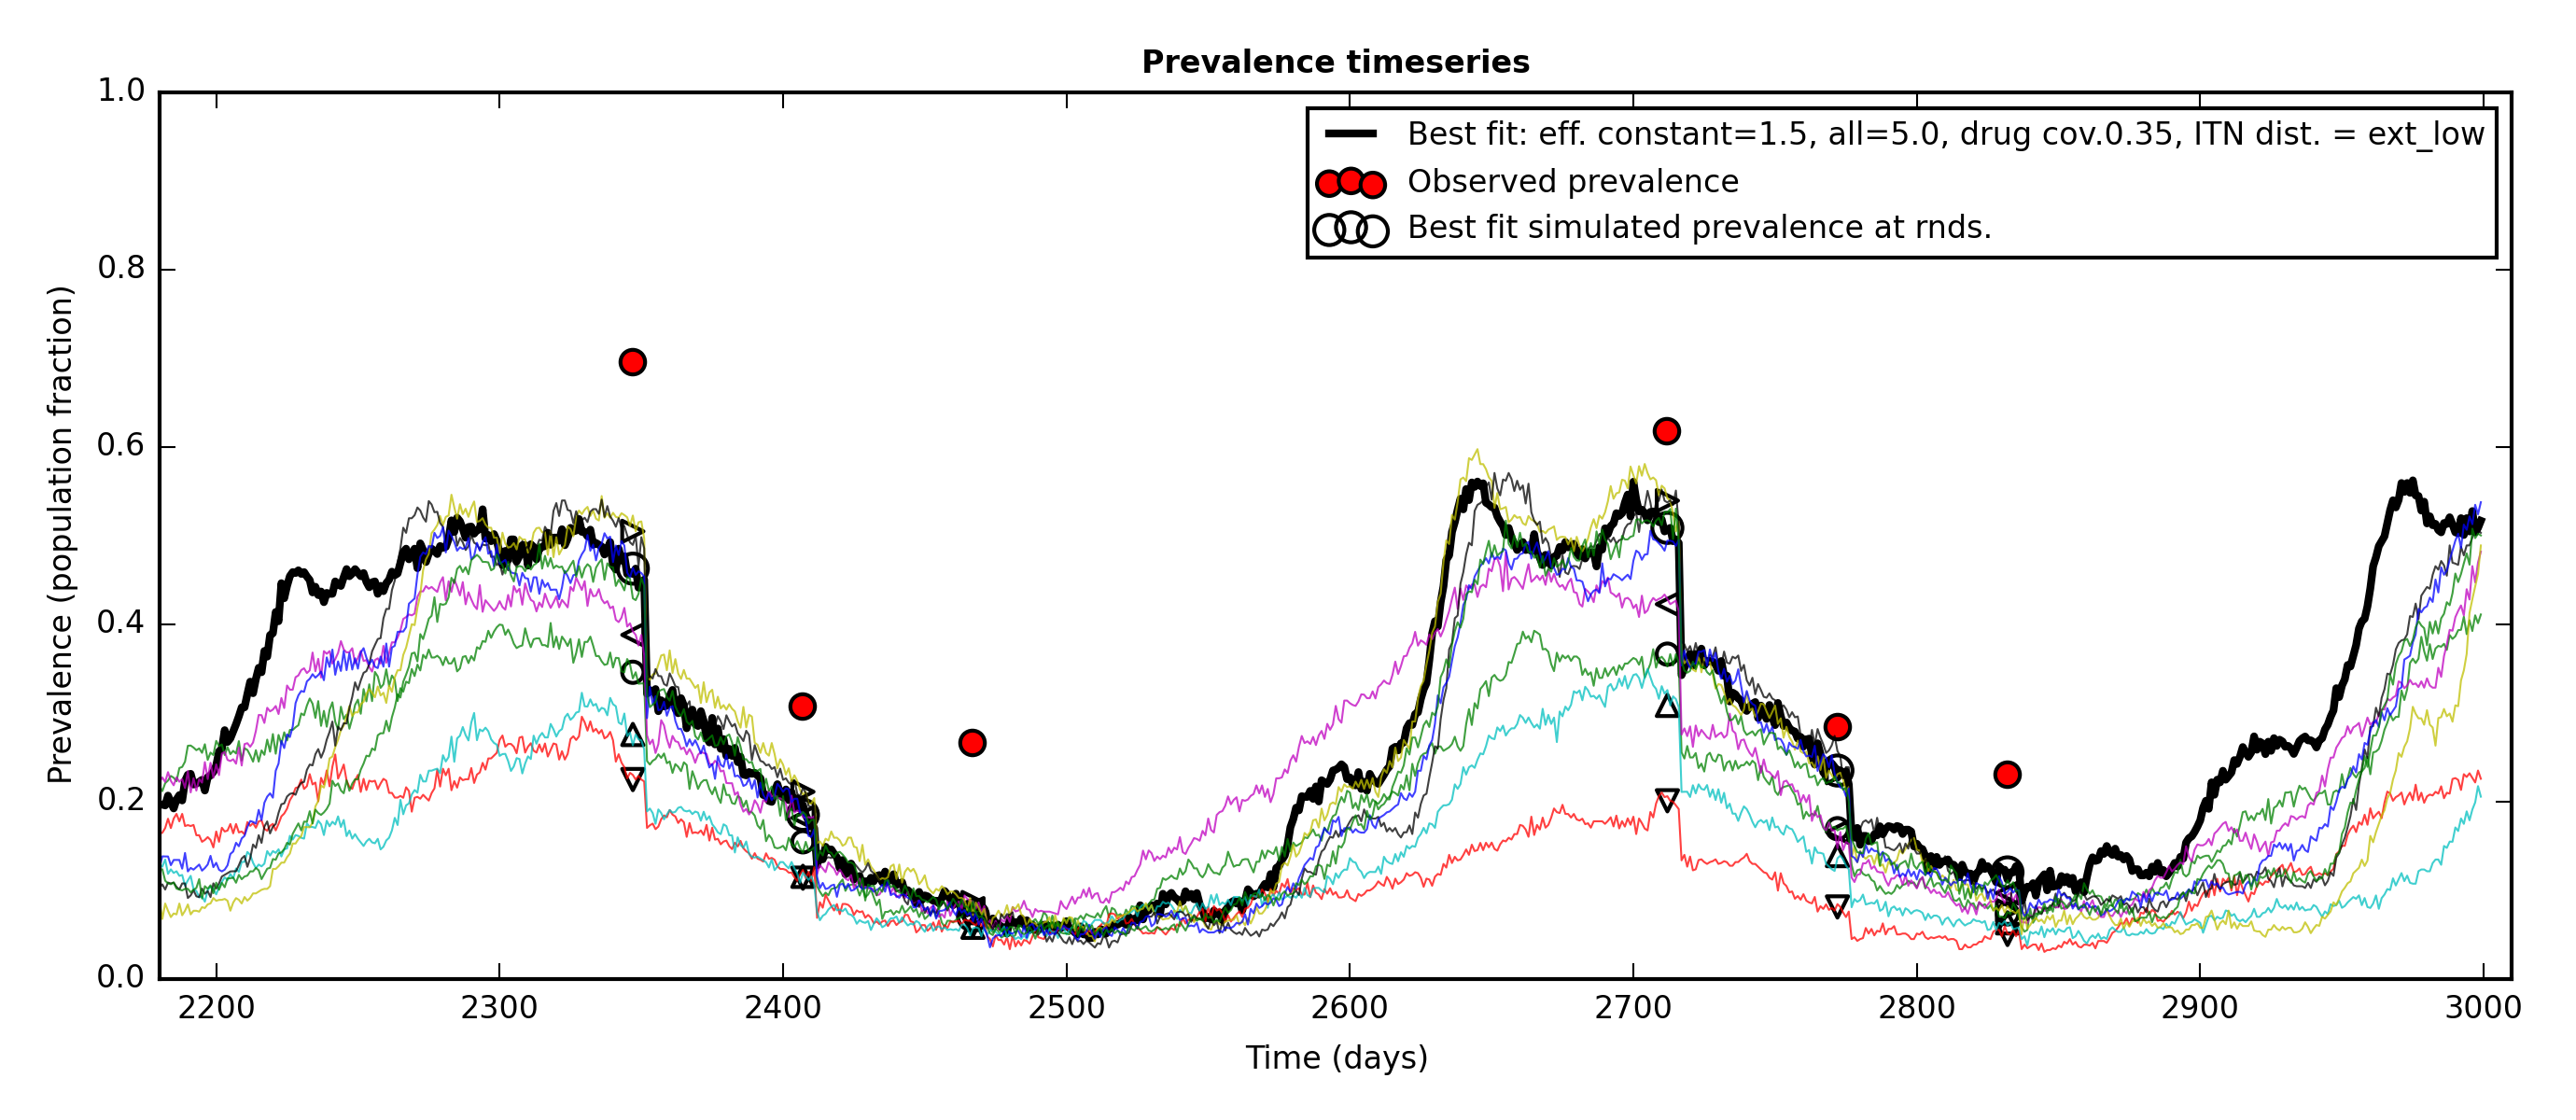 Prevalence timeseries
1.0
0.8
0.6
0.4
0.2
0.0
Prevalence (population fraction)
Best fit: eff. constant=1.5, all=5.0, drug cov.0.35, ITN dist. = ext_low
Observed prevalence
Best fit simulated prevalence at rnds.
2200 2300 2400 2500 2600 2700 2800 2900 3000
Time (days)